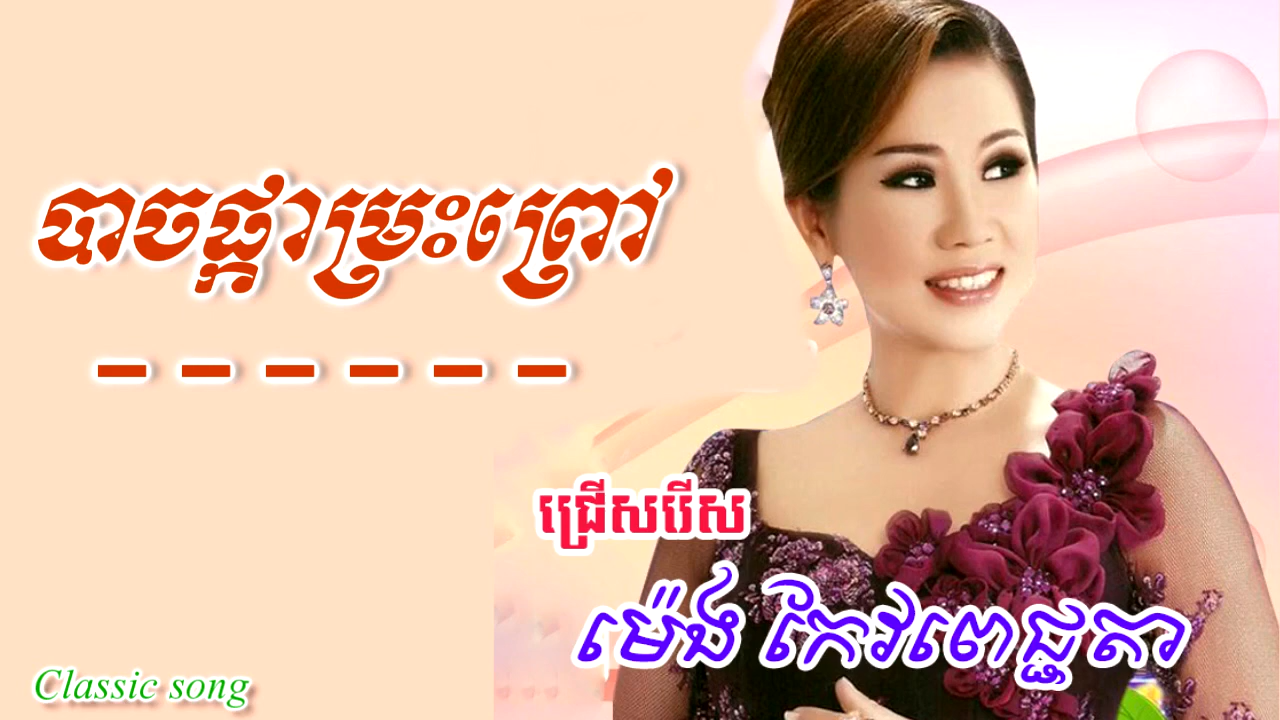 បាចផ្កាម្រះព្រៅ
- - - - - -
ជ្រើសរើស
ម៉េង កែវពេជ្ជតា
Classic song